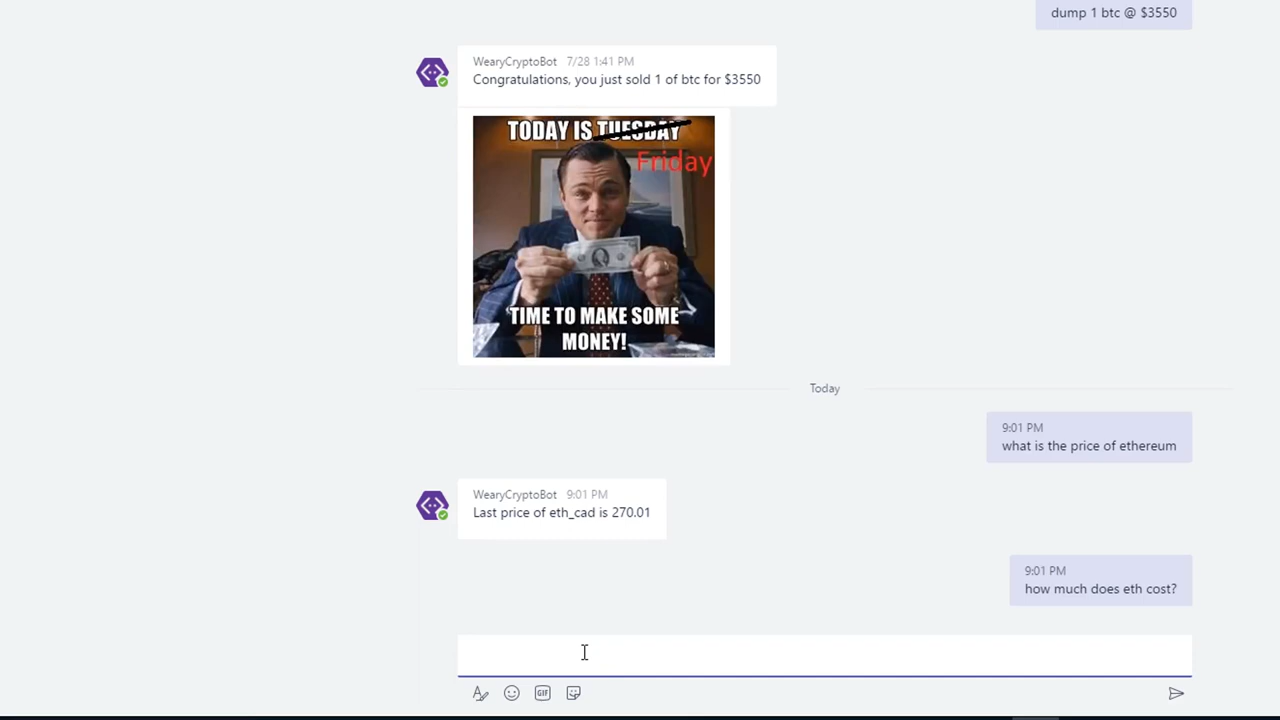 dump 1 btc @ $3550
WearyCryptoBot 7/28 1:41 PM
Congratulations, you just sold 1 of btc for $3550
TODAY IS TUESDAY
Friday
TIME TO MAKE SOME
MONEY!
Today
9:01 PM
what is the price of ethereum
WearyCryptoBot 9:01 PM
Last price of eth_cad is 270.01
9:01 PM
how much does eth cost?
GIF